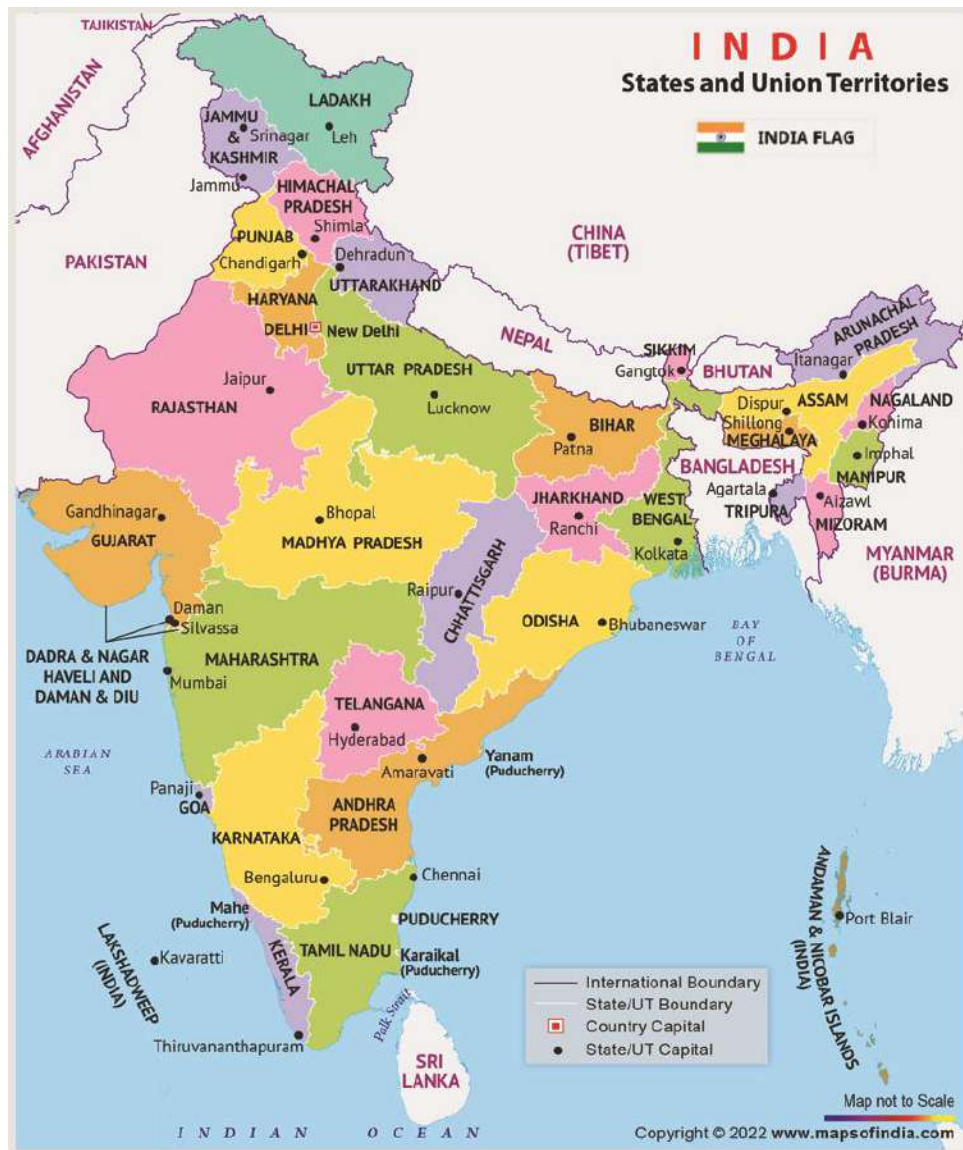 INDIA
States and Union Territories
INDIA FLAG
TAJIKISTAN
AFGHANISTAN
PAKISTAN
CHINA
(TIBET)
NEPAL
BHUTAN
BANGLADESH
MYANMAR
(BURMA)
SRI
LANKA
LADAKH
Leh
JAMMU
&
KASHMIR
Srinagar
Jammu
HIMACHAL
PRADESH
Shimla
PUNJAB
Chandigarh
Dehradun
UTTARAKHAND
HARYANA
DELHI
New Delhi
RAJASTHAN
Jaipur
UTTAR PRADESH
Lucknow
BIHAR
Patna
SIKKIM
Gangtok
ARUNACHAL
PRADESH
Itanagar
ASSAM
Dispur
Shillong
MEGHALAYA
NAGALAND
Kohima
Imphal
MANIPUR
Agartala
TRIPURA
Aizawl
MIZORAM
JHARKHAND
Ranchi
WEST
BENGAL
Kolkata
Gandhinagar
GUJARAT
Bhopal
MADHYA PRADESH
CHHATTISGARH
Raipur
ODISHA
Bhubaneswar
Daman
Silvassa
DADRA & NAGAR
HAVELI AND
DAMAN & DIU
MAHARASHTRA
Mumbai
TELANGANA
Hyderabad
Amaravati
Yanam
(Puducherry)
ANDHRA
PRADESH
Panaji
GOA
KARNATAKA
Bengaluru
Chennai
Mahe
(Puducherry)
PUDUCHERRY
KERALA
TAMIL NADU
Karaikal
(Puducherry)
LAKSHADWEEP
(INDIA)
Kavaratti
Thiruvananthapuram
Palk Strait
ANDAMAN & NICOBAR ISLANDS
(INDIA)
Port Blair
ARABIAN
SEA
BAY
OF
BENGAL
INDIAN OCEAN
International Boundary
State/UT Boundary
Country Capital
State/UT Capital
Map not to Scale
Copyright © 2022 www.mapsofindia.com